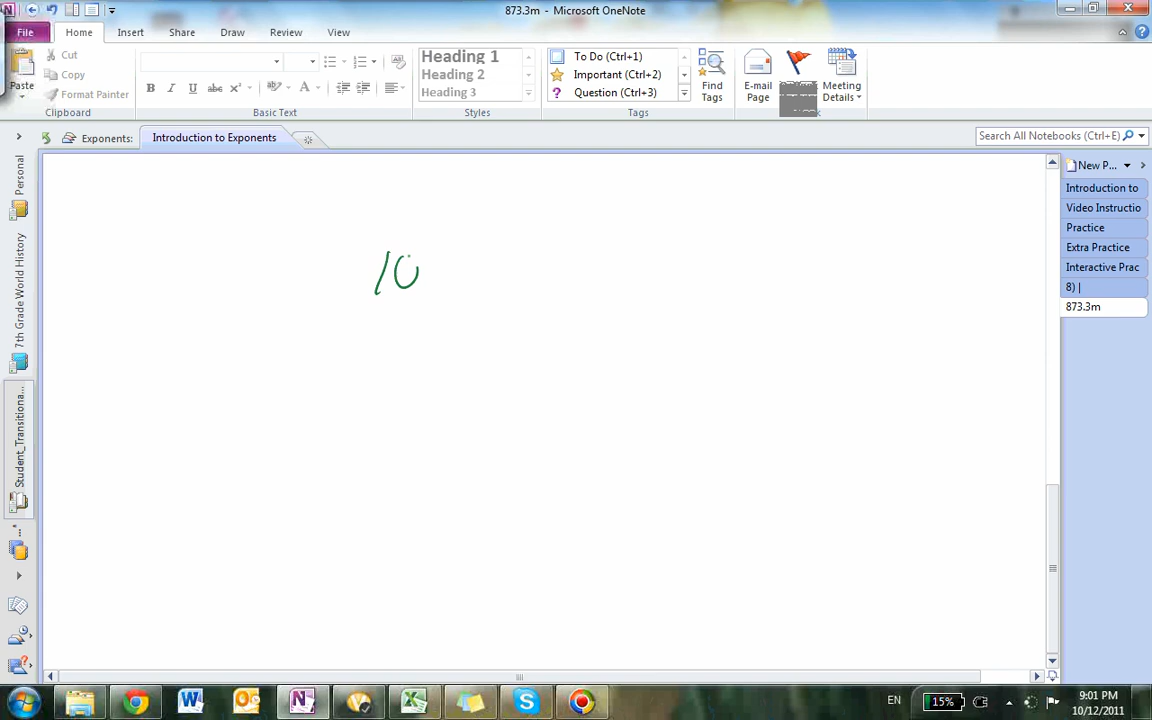 873.3m - Microsoft OneNote
File Home Insert Share Draw Review View
Paste
Cut
Copy
Format Painter
Clipboard
B I U abc x² A
Basic Text
Heading 1
Heading 2
Heading 3
Styles
To Do (Ctrl+1)
Important (Ctrl+2)
Question (Ctrl+3)
Tags
Find Tags
E-mail Page
Meeting Details
Exponents: Introduction to Exponents
Search All Notebooks (Ctrl+E)
Personal
7th Grade World History
Student_Transitiona...
New P...
Introduction to
Video Instructio
Practice
Extra Practice
Interactive Prac
8) |
873.3m
10
EN 15% 9:01 PM
10/12/2011